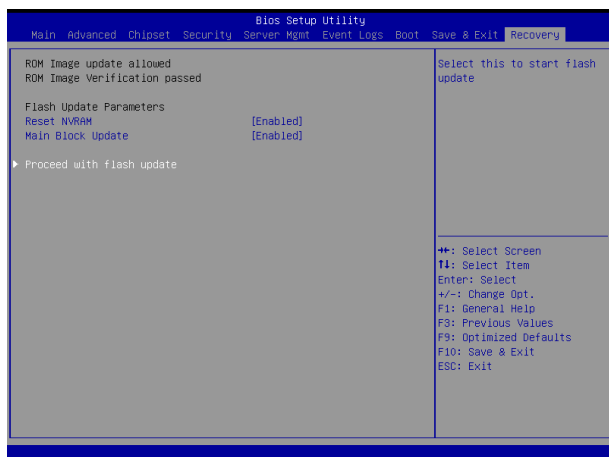 Bios Setup Utility
Main Advanced Chipset Security Server Mgmt Event Logs Boot Save & Exit Recovery
ROM Image update allowed
ROM Image Verification passed
Flash Update Parameters
Reset NVRAM [Enabled]
Main Block Update [Enabled]
Proceed with flash update
Select this to start flash
update
→←: Select Screen
↑↓: Select Item
Enter: Select
+/-: Change Opt.
F1: General Help
F3: Previous Values
F9: Optimized Defaults
F10: Save & Exit
ESC: Exit